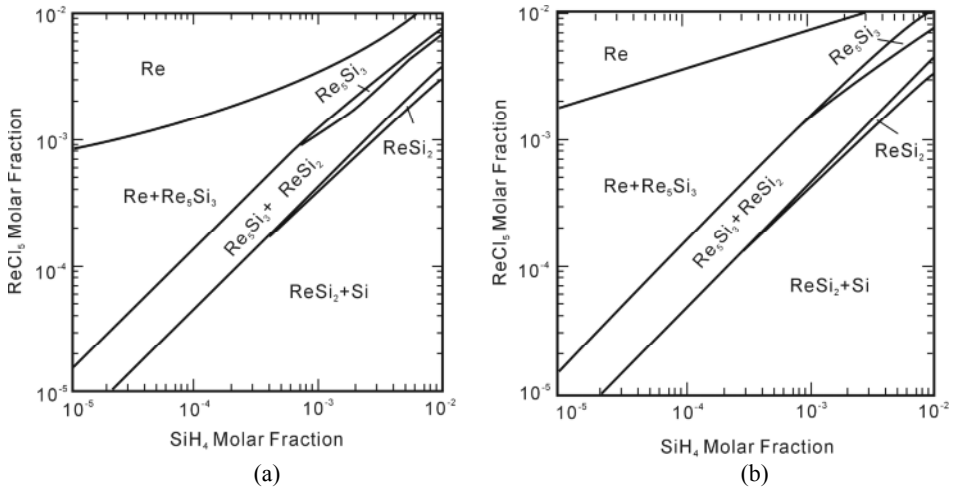 10⁻²
Re
Re₅Si₃
10⁻³
ReSi₂
Re+Re₅Si₃
Re₅Si₃+ ReSi₂
10⁻⁴
ReSi₂+Si
10⁻⁵
10⁻⁵ 10⁻⁴ 10⁻³ 10⁻²
ReCl₅ Molar Fraction
SiH₄ Molar Fraction
(a)
10⁻²
Re
Re₅Si₃
10⁻³
ReSi₂
Re+Re₅Si₃
Re₅Si₃+ReSi₂
10⁻⁴
ReSi₂+Si
10⁻⁵
10⁻⁵ 10⁻⁴ 10⁻³ 10⁻²
ReCl₅ Molar Fraction
SiH₄ Molar Fraction
(b)